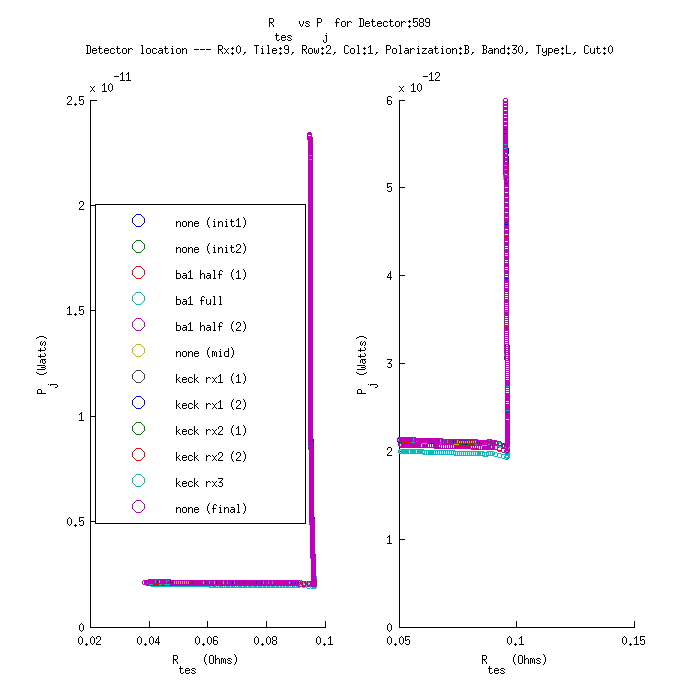 R tes vs P j for Detector:589
Detector location --- Rx:0, Tile:9, Row:2, Col:1, Polarization:B, Band:30, Type:L, Cut:0
x 10^-11
2.5
2
1.5
1
0.5
0
0.02
0.04
0.06
0.08
0.1
P j (Watts)
R tes (Ohms)
none (init1)
none (init2)
ba1 half (1)
ba1 full
ba1 half (2)
none (mid)
keck rx1 (1)
keck rx1 (2)
keck rx2 (1)
keck rx2 (2)
keck rx3
none (final)
x 10^-12
6
5
4
3
2
1
0
0.05
0.1
0.15
P j (Watts)
R tes (Ohms)